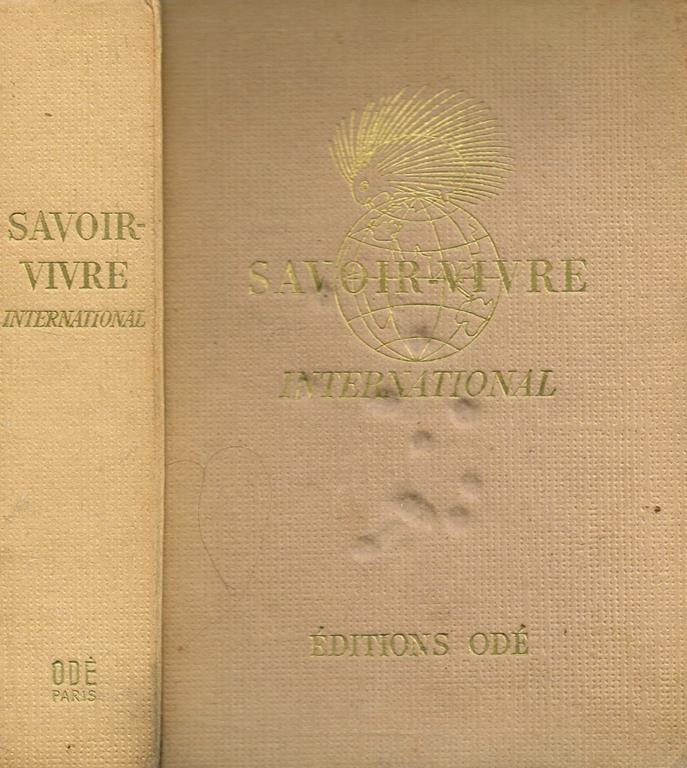 SAVOIR-
VIVRE
INTERNATIONAL
ODÉ
PARIS
SAVOIR-VIVRE
INTERNATIONAL
ÉDITIONS ODÉ